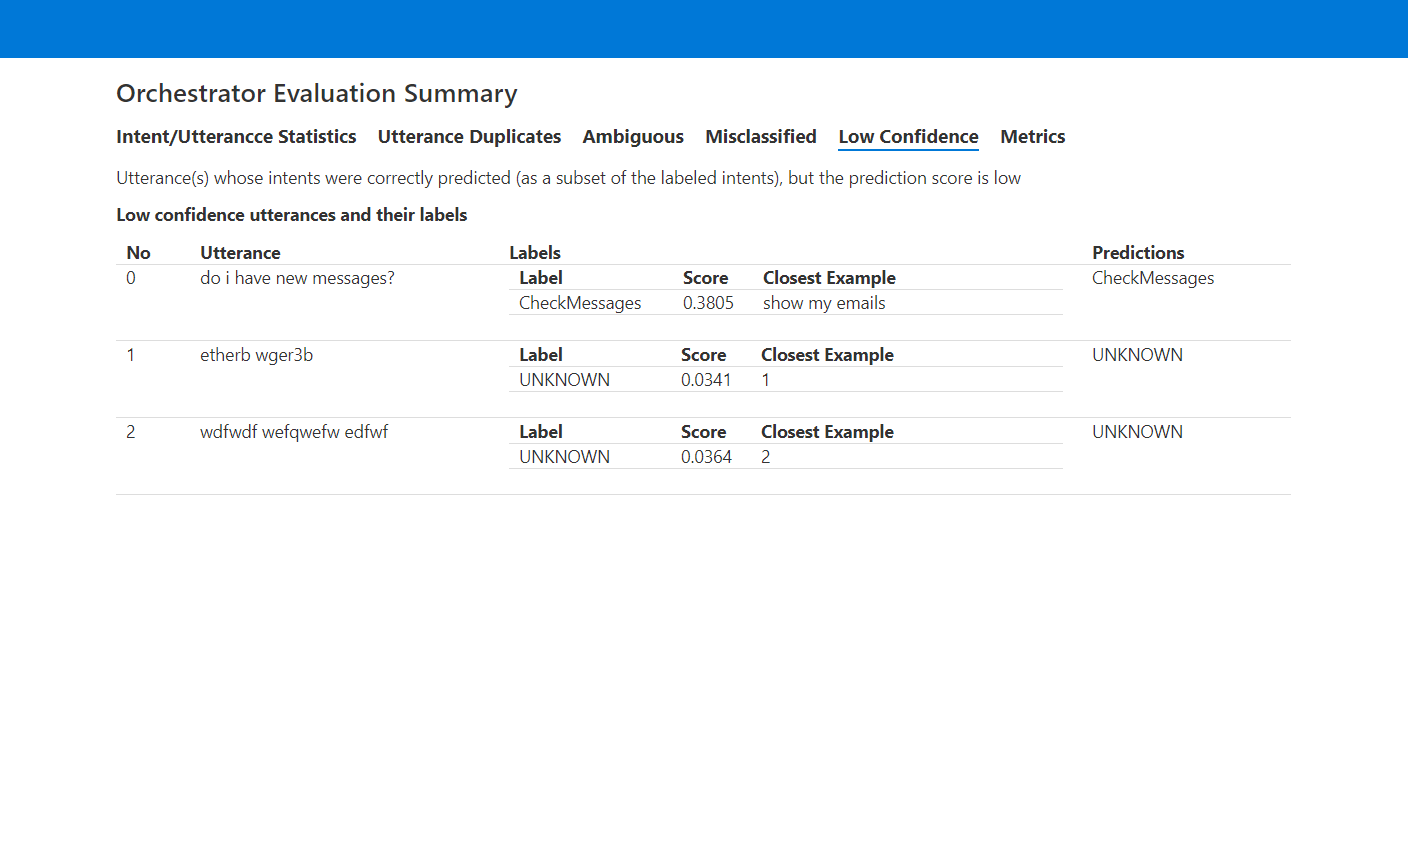 Orchestrator Evaluation Summary
Intent/Utterancce Statistics Utterance Duplicates Ambiguous Misclassified Low Confidence Metrics
Utterance(s) whose intents were correctly predicted (as a subset of the labeled intents), but the prediction score is low
Low confidence utterances and their labels
No Utterance Labels Predictions
0 do i have new messages? Label Score Closest Example CheckMessages
CheckMessages 0.3805 show my emails
1 etherb wger3b Label Score Closest Example UNKNOWN
UNKNOWN 0.0341 1
2 wdfwdf wefqwefw edfwf Label Score Closest Example UNKNOWN
UNKNOWN 0.0364 2